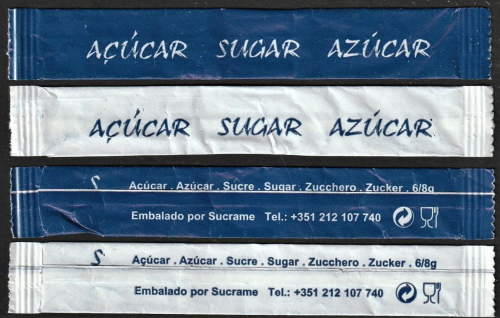 AÇÚCAR SUGAR AZÚCAR
AÇÚCAR SUGAR AZÚCAR
S Açúcar . Azúcar . Sucre . Sugar . Zucchero . Zucker . 6/8g
Embalado por Sucrame Tel.: +351 212 107 740
S Açúcar . Azúcar . Sucre . Sugar . Zucchero . Zucker . 6/8g
Embalado por Sucrame Tel.: +351 212 107 740